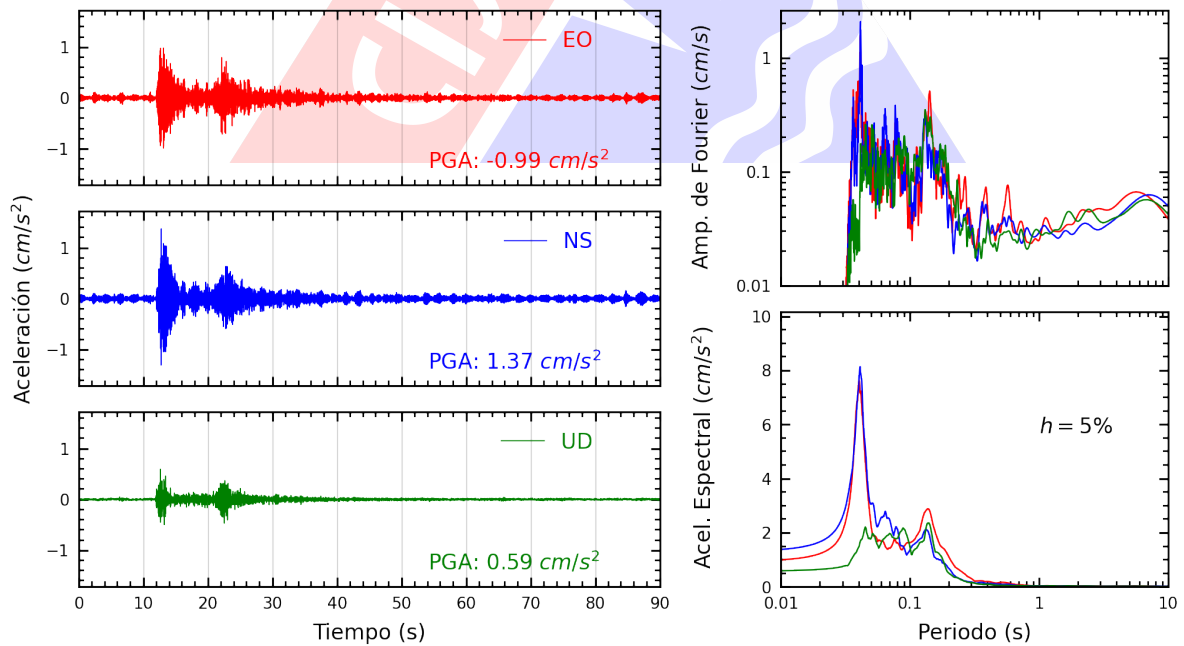 Aceleración (cm/s²)
1
0
−1
EO
PGA: -0.99 cm/s²
1
0
−1
NS
PGA: 1.37 cm/s²
1
0
−1
UD
PGA: 0.59 cm/s²
0 10 20 30 40 50 60 70 80 90
Tiempo (s)
Amp. de Fourier (cm/s)
1
0.1
0.01
Acel. Espectral (cm/s²)
10
8
6
4
2
0
h = 5%
0.01 0.1 1 10
Periodo (s)